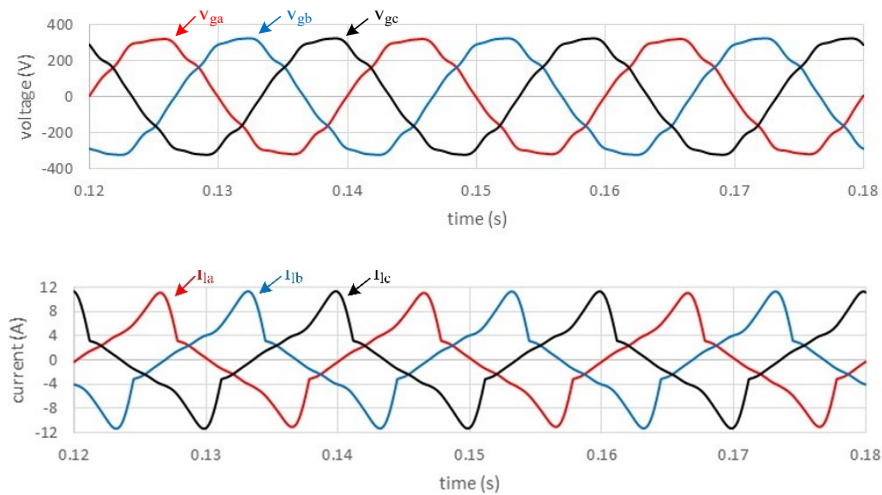 Vga Vgb Vgc
400
200
0
-200
-400
voltage (V)
0.12 0.13 0.14 0.15 0.16 0.17 0.18
time (s)
Ila Ilb Ilc
12
8
4
0
-4
-8
-12
current (A)
0.12 0.13 0.14 0.15 0.16 0.17 0.18
time (s)